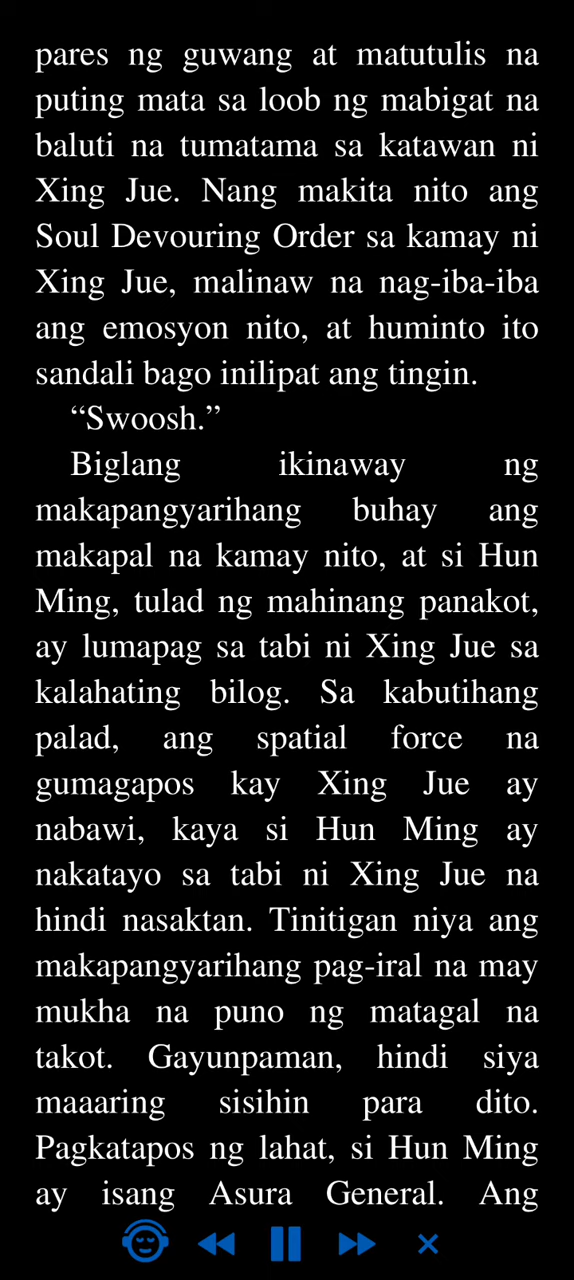 pares ng guwang at matutulis na
puting mata sa loob ng mabigat na
baluti na tumatama sa katawan ni
Xing Jue. Nang makita nito ang
Soul Devouring Order sa kamay ni
Xing Jue, malinaw na nag-iba-iba
ang emosyon nito, at huminto ito
sandali bago inilipat ang tingin.
“Swoosh.”
Biglang ikinaway ng
makapangyarihang buhay ang
makapal na kamay nito, at si Hun
Ming, tulad ng mahinang panakot,
ay lumapag sa tabi ni Xing Jue sa
kalahating bilog. Sa kabutihang
palad, ang spatial force na
gumagapos kay Xing Jue ay
nabawi, kaya si Hun Ming ay
nakatayo sa tabi ni Xing Jue na
hindi nasaktan. Tinitigan niya ang
makapangyarihang pag-iral na may
mukha na puno ng matagal na
takot. Gayunpaman, hindi siya
maaaring sisihin para dito.
Pagkatapos ng lahat, si Hun Ming
ay isang Asura General. Ang